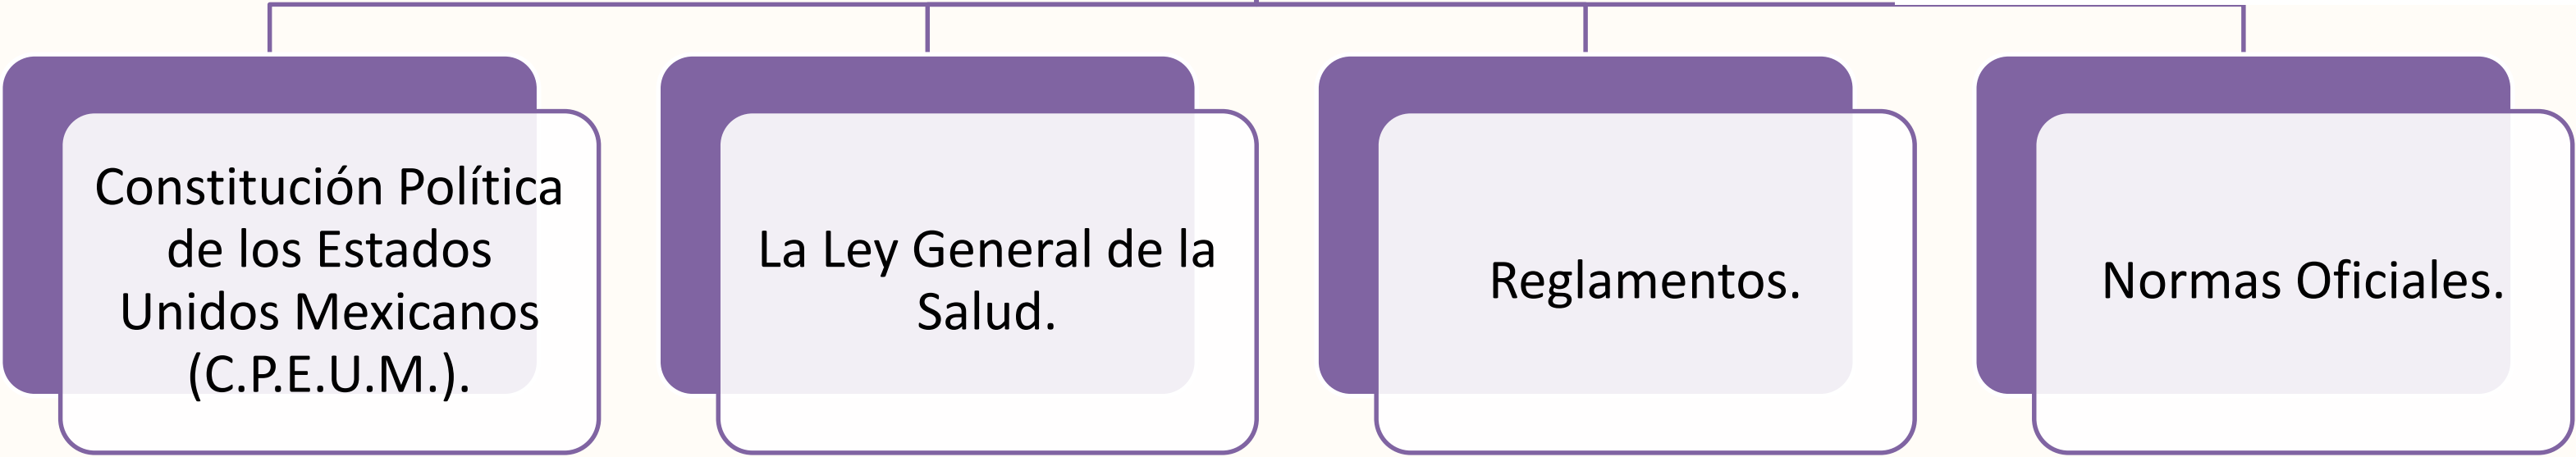 Constitución Política
de los Estados
Unidos Mexicanos
(C.P.E.U.M.).
La Ley General de la
Salud.
Reglamentos.
Normas Oficiales.